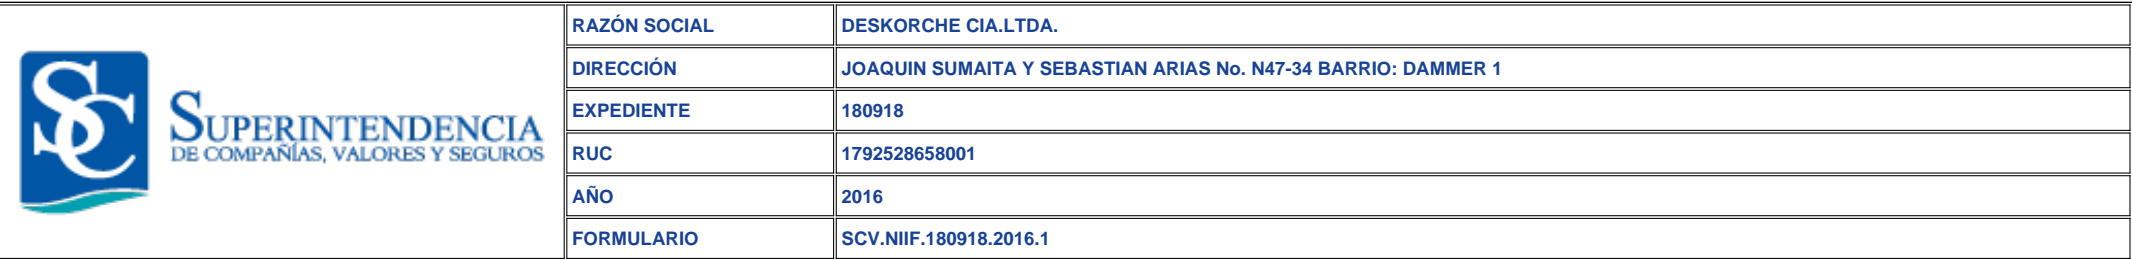 SC
SUPERINTENDENCIA
DE COMPAÑÍAS, VALORES Y SEGUROS
RAZÓN SOCIAL DESKORCHE CIA.LTDA.
DIRECCIÓN JOAQUIN SUMAITA Y SEBASTIAN ARIAS No. N47-34 BARRIO: DAMMER 1
EXPEDIENTE 180918
RUC 1792528658001
AÑO 2016
FORMULARIO SCV.NIIF.180918.2016.1